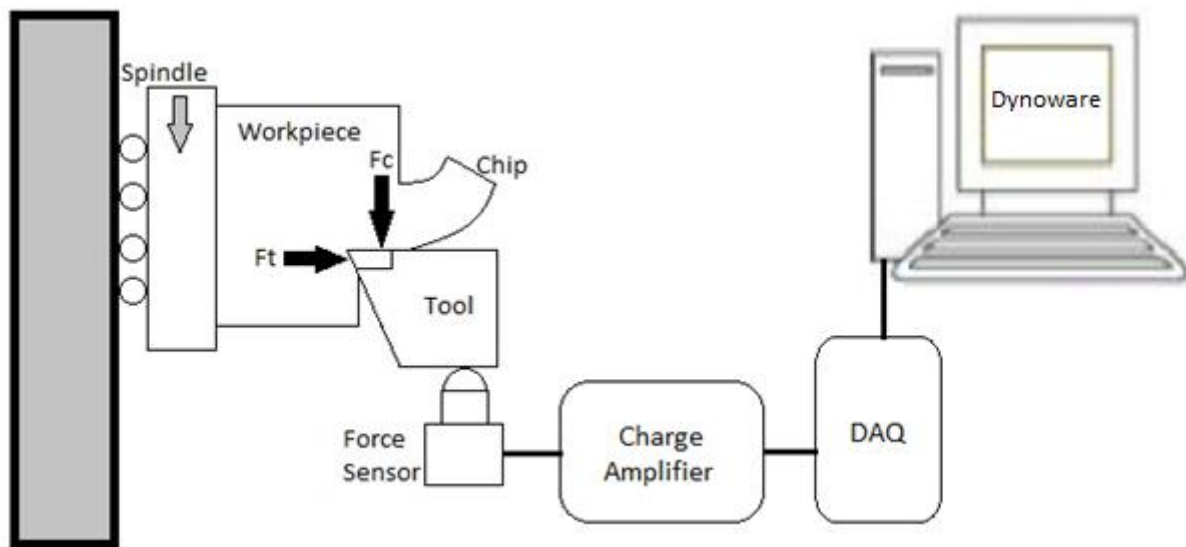 Spindle
Workpiece
Fc
Chip
Ft
Tool
Force
Sensor
Charge
Amplifier
DAQ
Dynoware